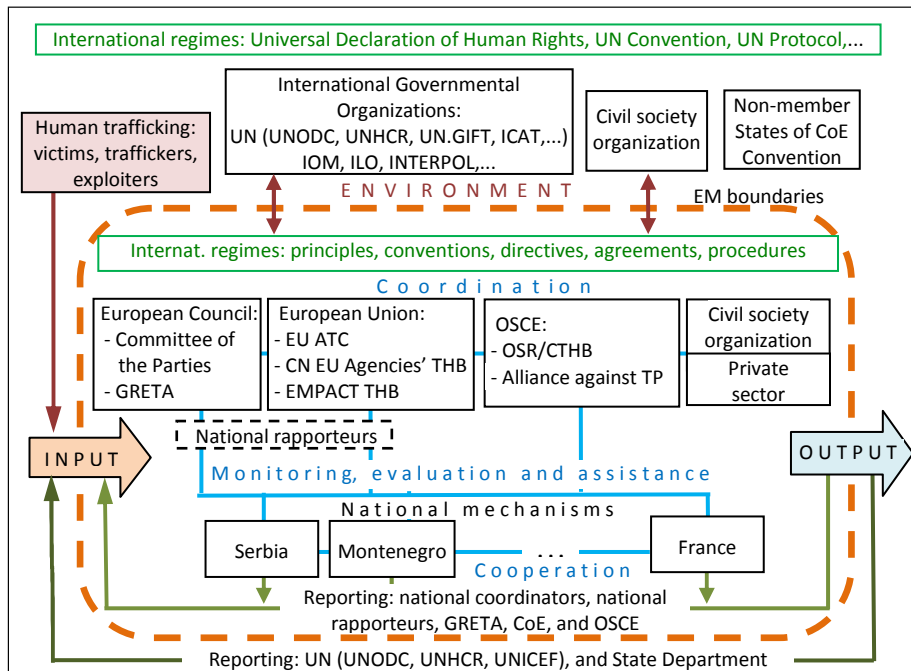 International regimes: Universal Declaration of Human Rights, UN Convention, UN Protocol,...
International Governmental
Organizations:
UN (UNODC, UNHCR, UN.GIFT, ICAT,...)
IOM, ILO, INTERPOL,...
Civil society
organization
Non-member
States of CoE
Convention
Human trafficking:
victims, traffickers,
exploiters
ENVIRONMENT
EM boundaries
Internat. regimes: principles, conventions, directives, agreements, procedures
Coordination
European Council:
- Committee of
the Parties
- GRETA
European Union:
- EU ATC
- CN EU Agencies’ THB
- EMPACT THB
OSCE:
- OSR/CTHB
- Alliance against TP
Civil society
organization
Private
sector
National rapporteurs
INPUT
OUTPUT
Monitoring, evaluation and assistance
National mechanisms
Serbia
Montenegro
...
France
Cooperation
Reporting: national coordinators, national
rapporteurs, GRETA, CoE, and OSCE
Reporting: UN (UNODC, UNHCR, UNICEF), and State Department